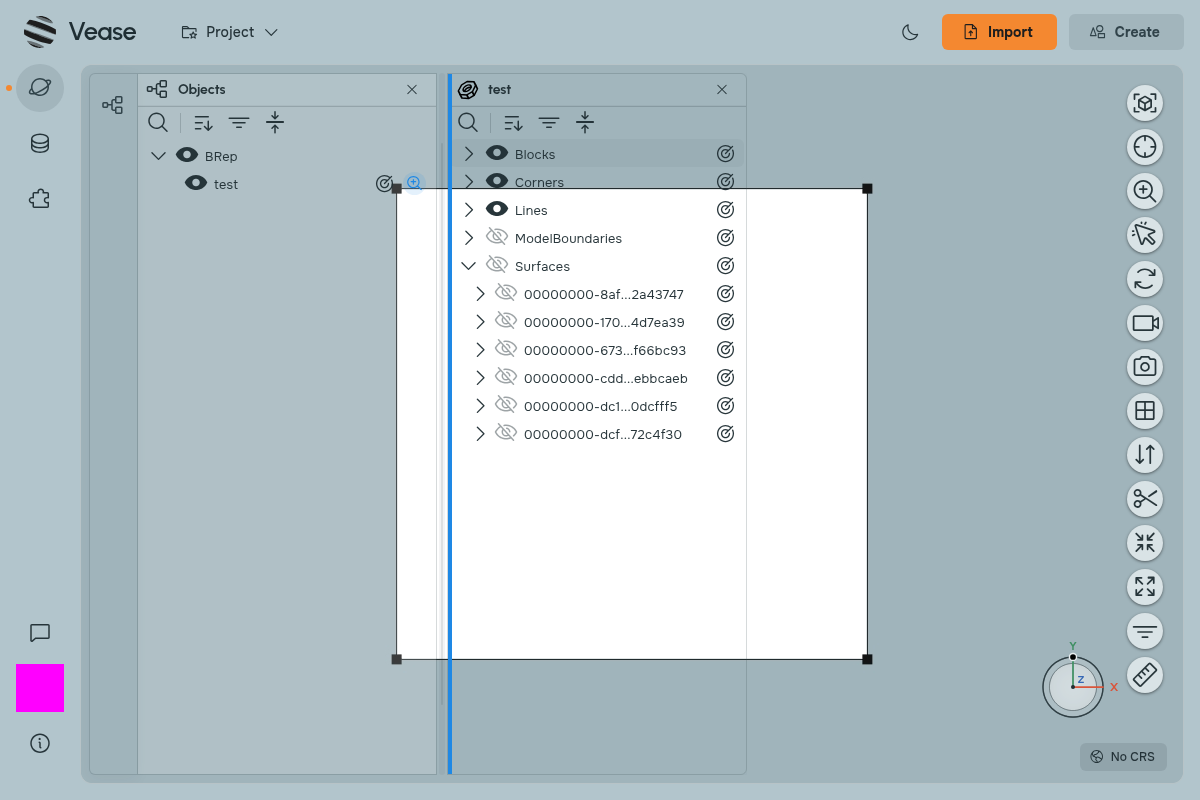 Vease
Project
Import
Create
Objects
test
BRep
test
Blocks
Corners
Lines
ModelBoundaries
Surfaces
00000000-8af...2a43747
00000000-170...4d7ea39
00000000-673...f66bc93
00000000-cdd...ebbcaeb
00000000-dc1...0dcfff5
00000000-dcf...72c4f30
Y
Z
X
No CRS